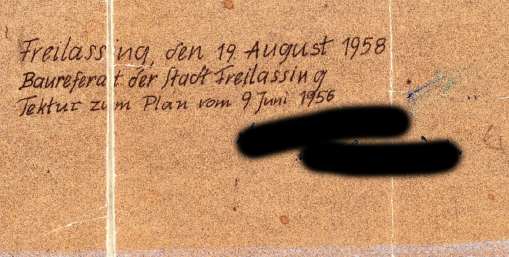 Freilassing, den 19 August 1958
Baureferat der Stadt Freilassing
Tektur zum Plan vom 9 Juni 1956